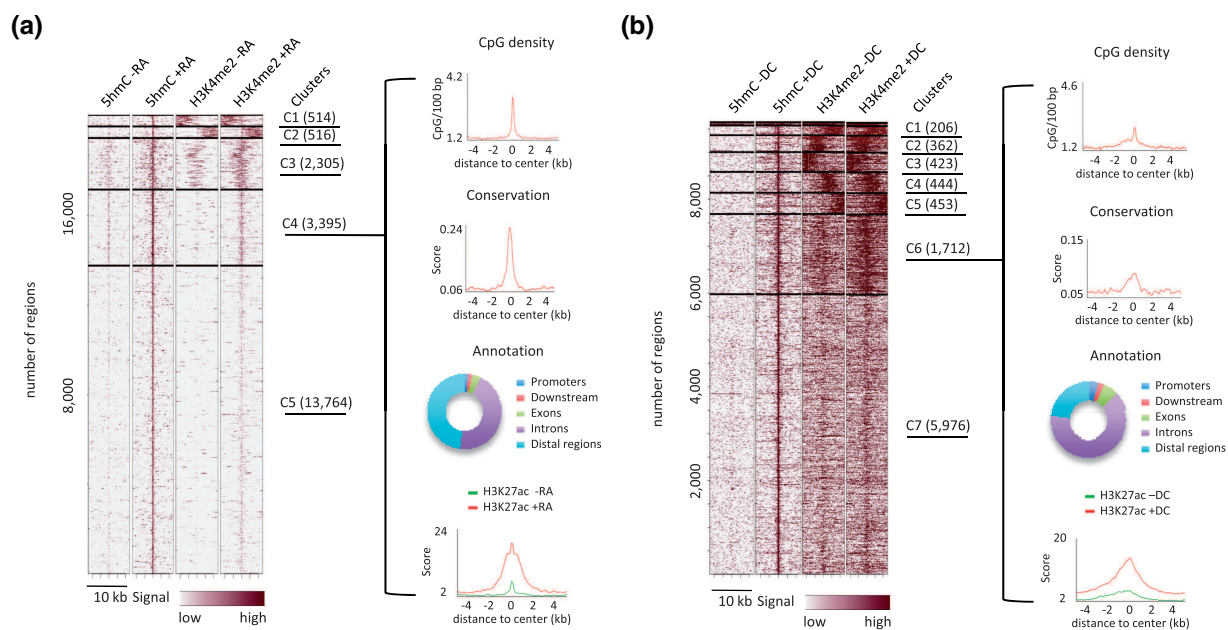 (a)
5hmC -RA
5hmC +RA
H3K4me2 -RA
H3K4me2 +RA
Clusters
C1 (514)
C2 (516)
C3 (2,305)
C4 (3,395)
C5 (13,764)
number of regions
16,000
8,000
10 kb
Signal
low
high
CpG density
CpG/100 bp
4.2
1.2
-4 -2 0 2 4
distance to center (kb)
Conservation
Score
0.24
0.06
-4 -2 0 2 4
distance to center (kb)
Annotation
Promoters
Downstream
Exons
Introns
Distal regions
H3K27ac -RA
H3K27ac +RA
Score
24
2
-4 -2 0 2 4
distance to center (kb)
(b)
5hmC -DC
5hmC +DC
H3K4me2 -DC
H3K4me2 +DC
Clusters
C1 (206)
C2 (362)
C3 (423)
C4 (444)
C5 (453)
C6 (1,712)
C7 (5,976)
number of regions
8,000
6,000
4,000
2,000
10 kb
Signal
low
high
CpG density
CpG/100 bp
4.6
1.2
-4 -2 0 2 4
distance to center (kb)
Conservation
Score
0.15
0.05
-4 -2 0 2 4
distance to center (kb)
Annotation
Promoters
Downstream
Exons
Introns
Distal regions
H3K27ac –DC
H3K27ac +DC
Score
20
2
-4 -2 0 2 4
distance to center (kb)